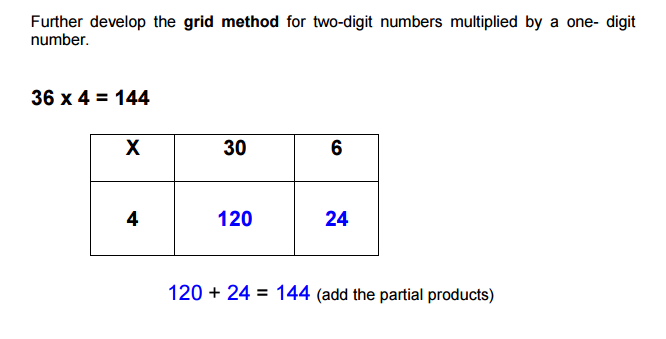 Further develop the grid method for two-digit numbers multiplied by a one- digit
number.
36 x 4 = 144
X 30 6
4 120 24
120 + 24 = 144 (add the partial products)